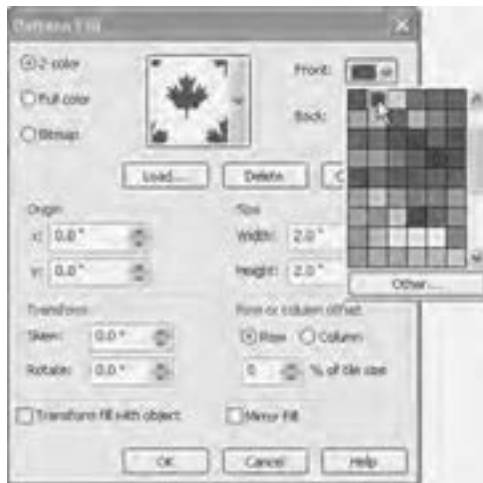 Pattern Fill
2-color
Front:
Full color
Back:
Bitmap
Load...
Delete
Origin
Size
x: 0.0 "
Width: 2.0 "
y: 0.0 "
Height: 2.0 "
Other...
Transform
Row or column offset
Skew: 0.0 °
Row
Column
Rotate: 0.0 °
0
% of tile size
Transform fill with object
Mirror fill
OK
Cancel
Help